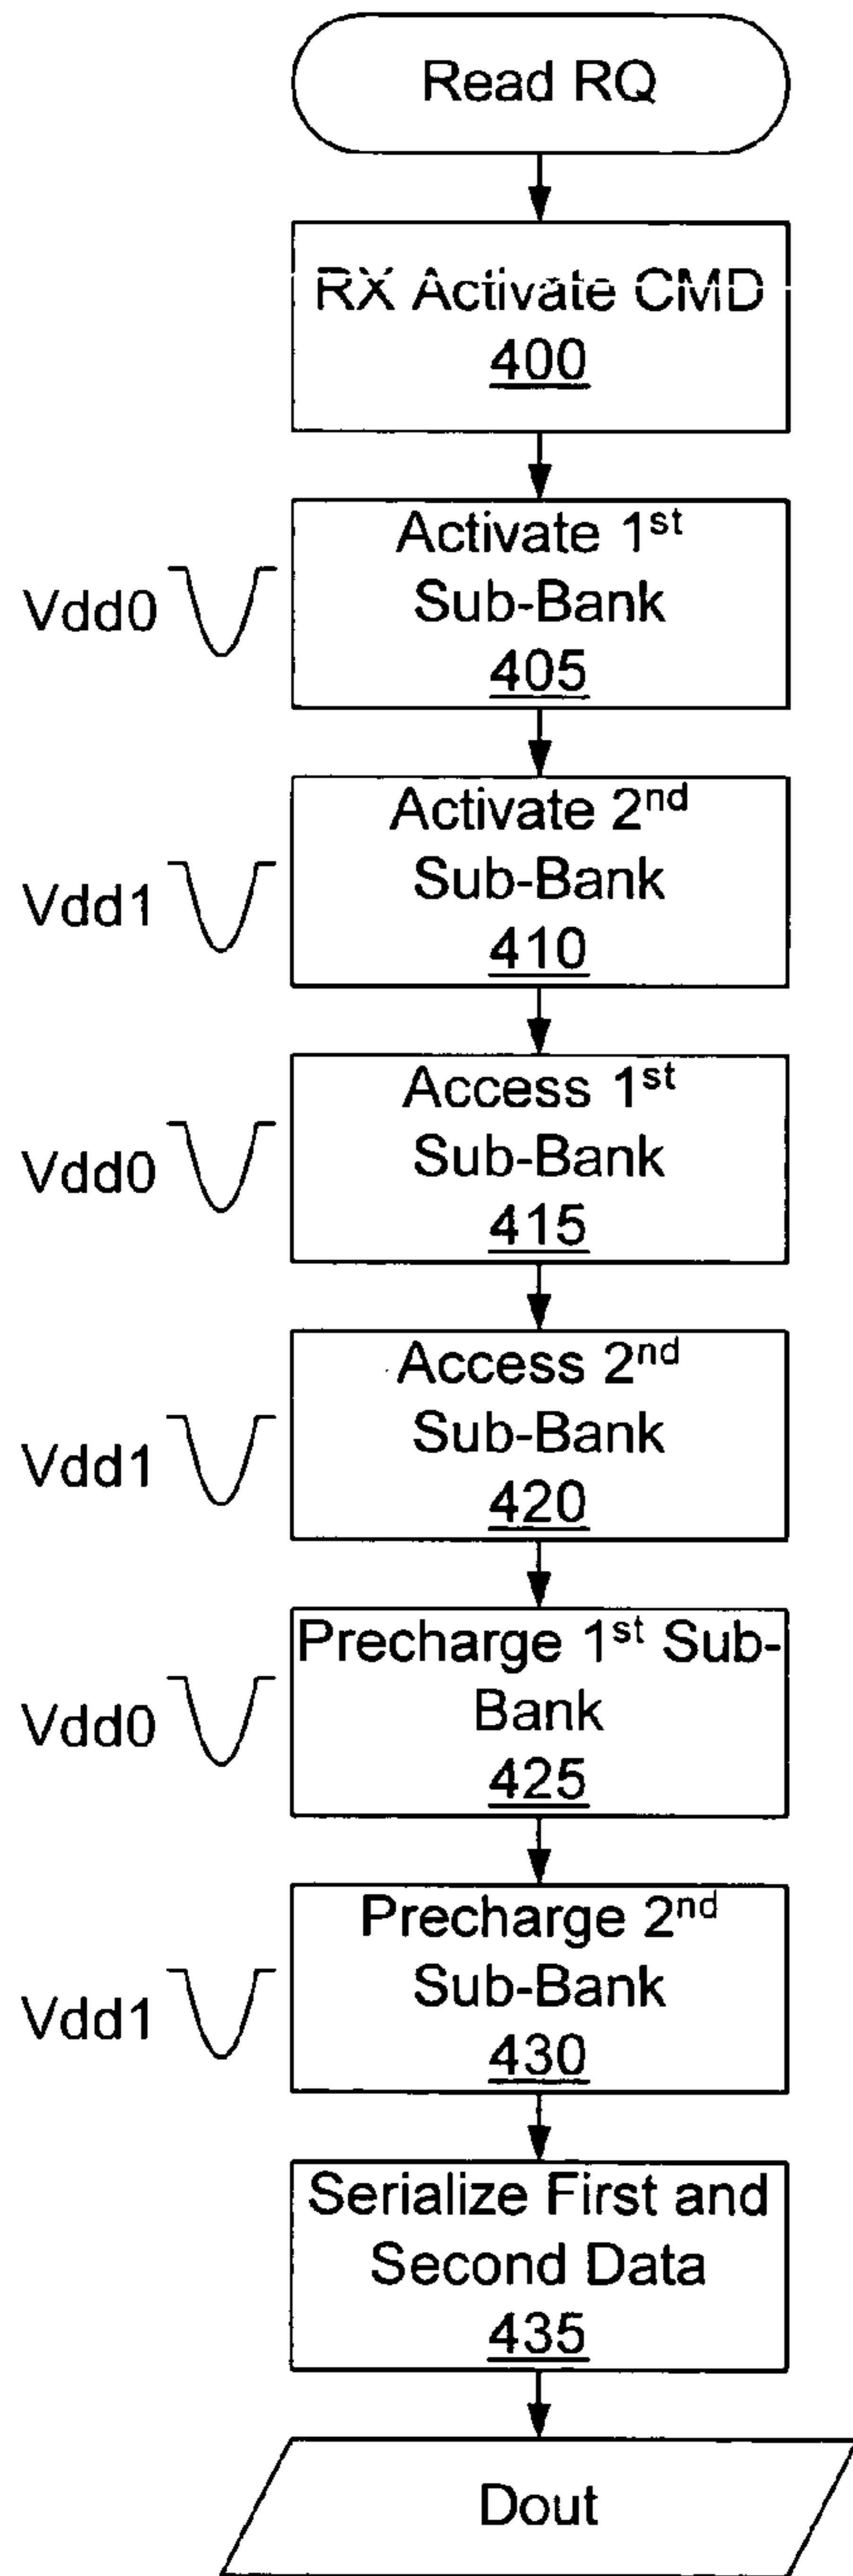 Read RQ
RX Activate CMD
400
Activate 1st
Sub-Bank
405
Vdd0
Activate 2nd
Sub-Bank
410
Vdd1
Access 1st
Sub-Bank
415
Vdd0
Access 2nd
Sub-Bank
420
Vdd1
Precharge 1st Sub-
Bank
425
Vdd0
Precharge 2nd
Sub-Bank
430
Vdd1
Serialize First and
Second Data
435
Dout